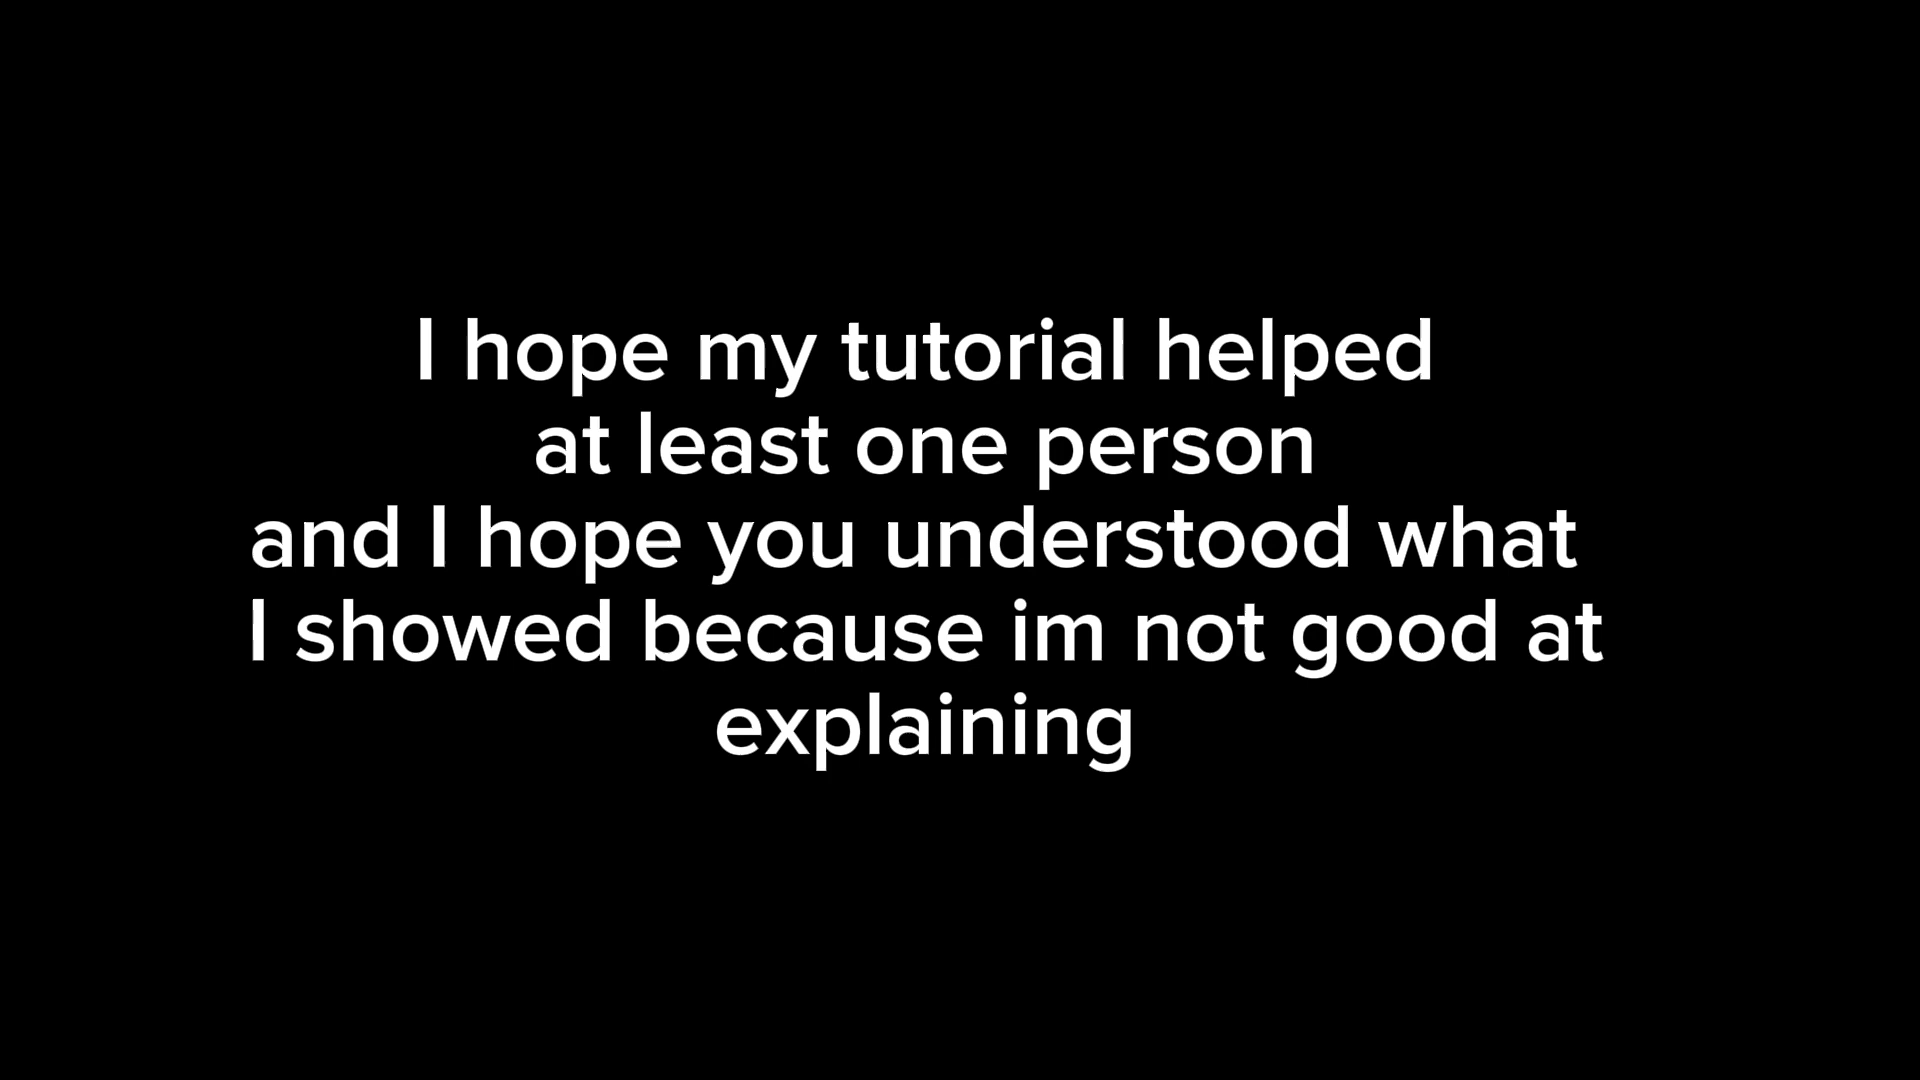 I hope my tutorial helped
at least one person
and I hope you understood what
I showed because im not good at
explaining